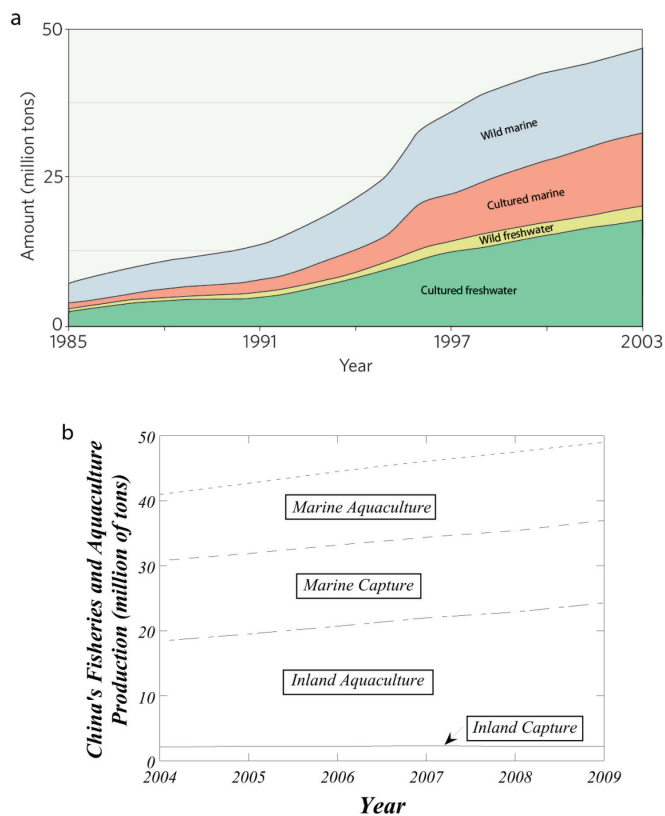 a
50
25
0
Amount (million tons)
Wild marine
Cultured marine
Wild freshwater
Cultured freshwater
1985 1991 1997 2003
Year
b
China's Fisheries and Aquaculture
Production (million of tons)
50
40
30
20
10
0
Marine Aquaculture
Marine Capture
Inland Aquaculture
Inland Capture
2004 2005 2006 2007 2008 2009
Year